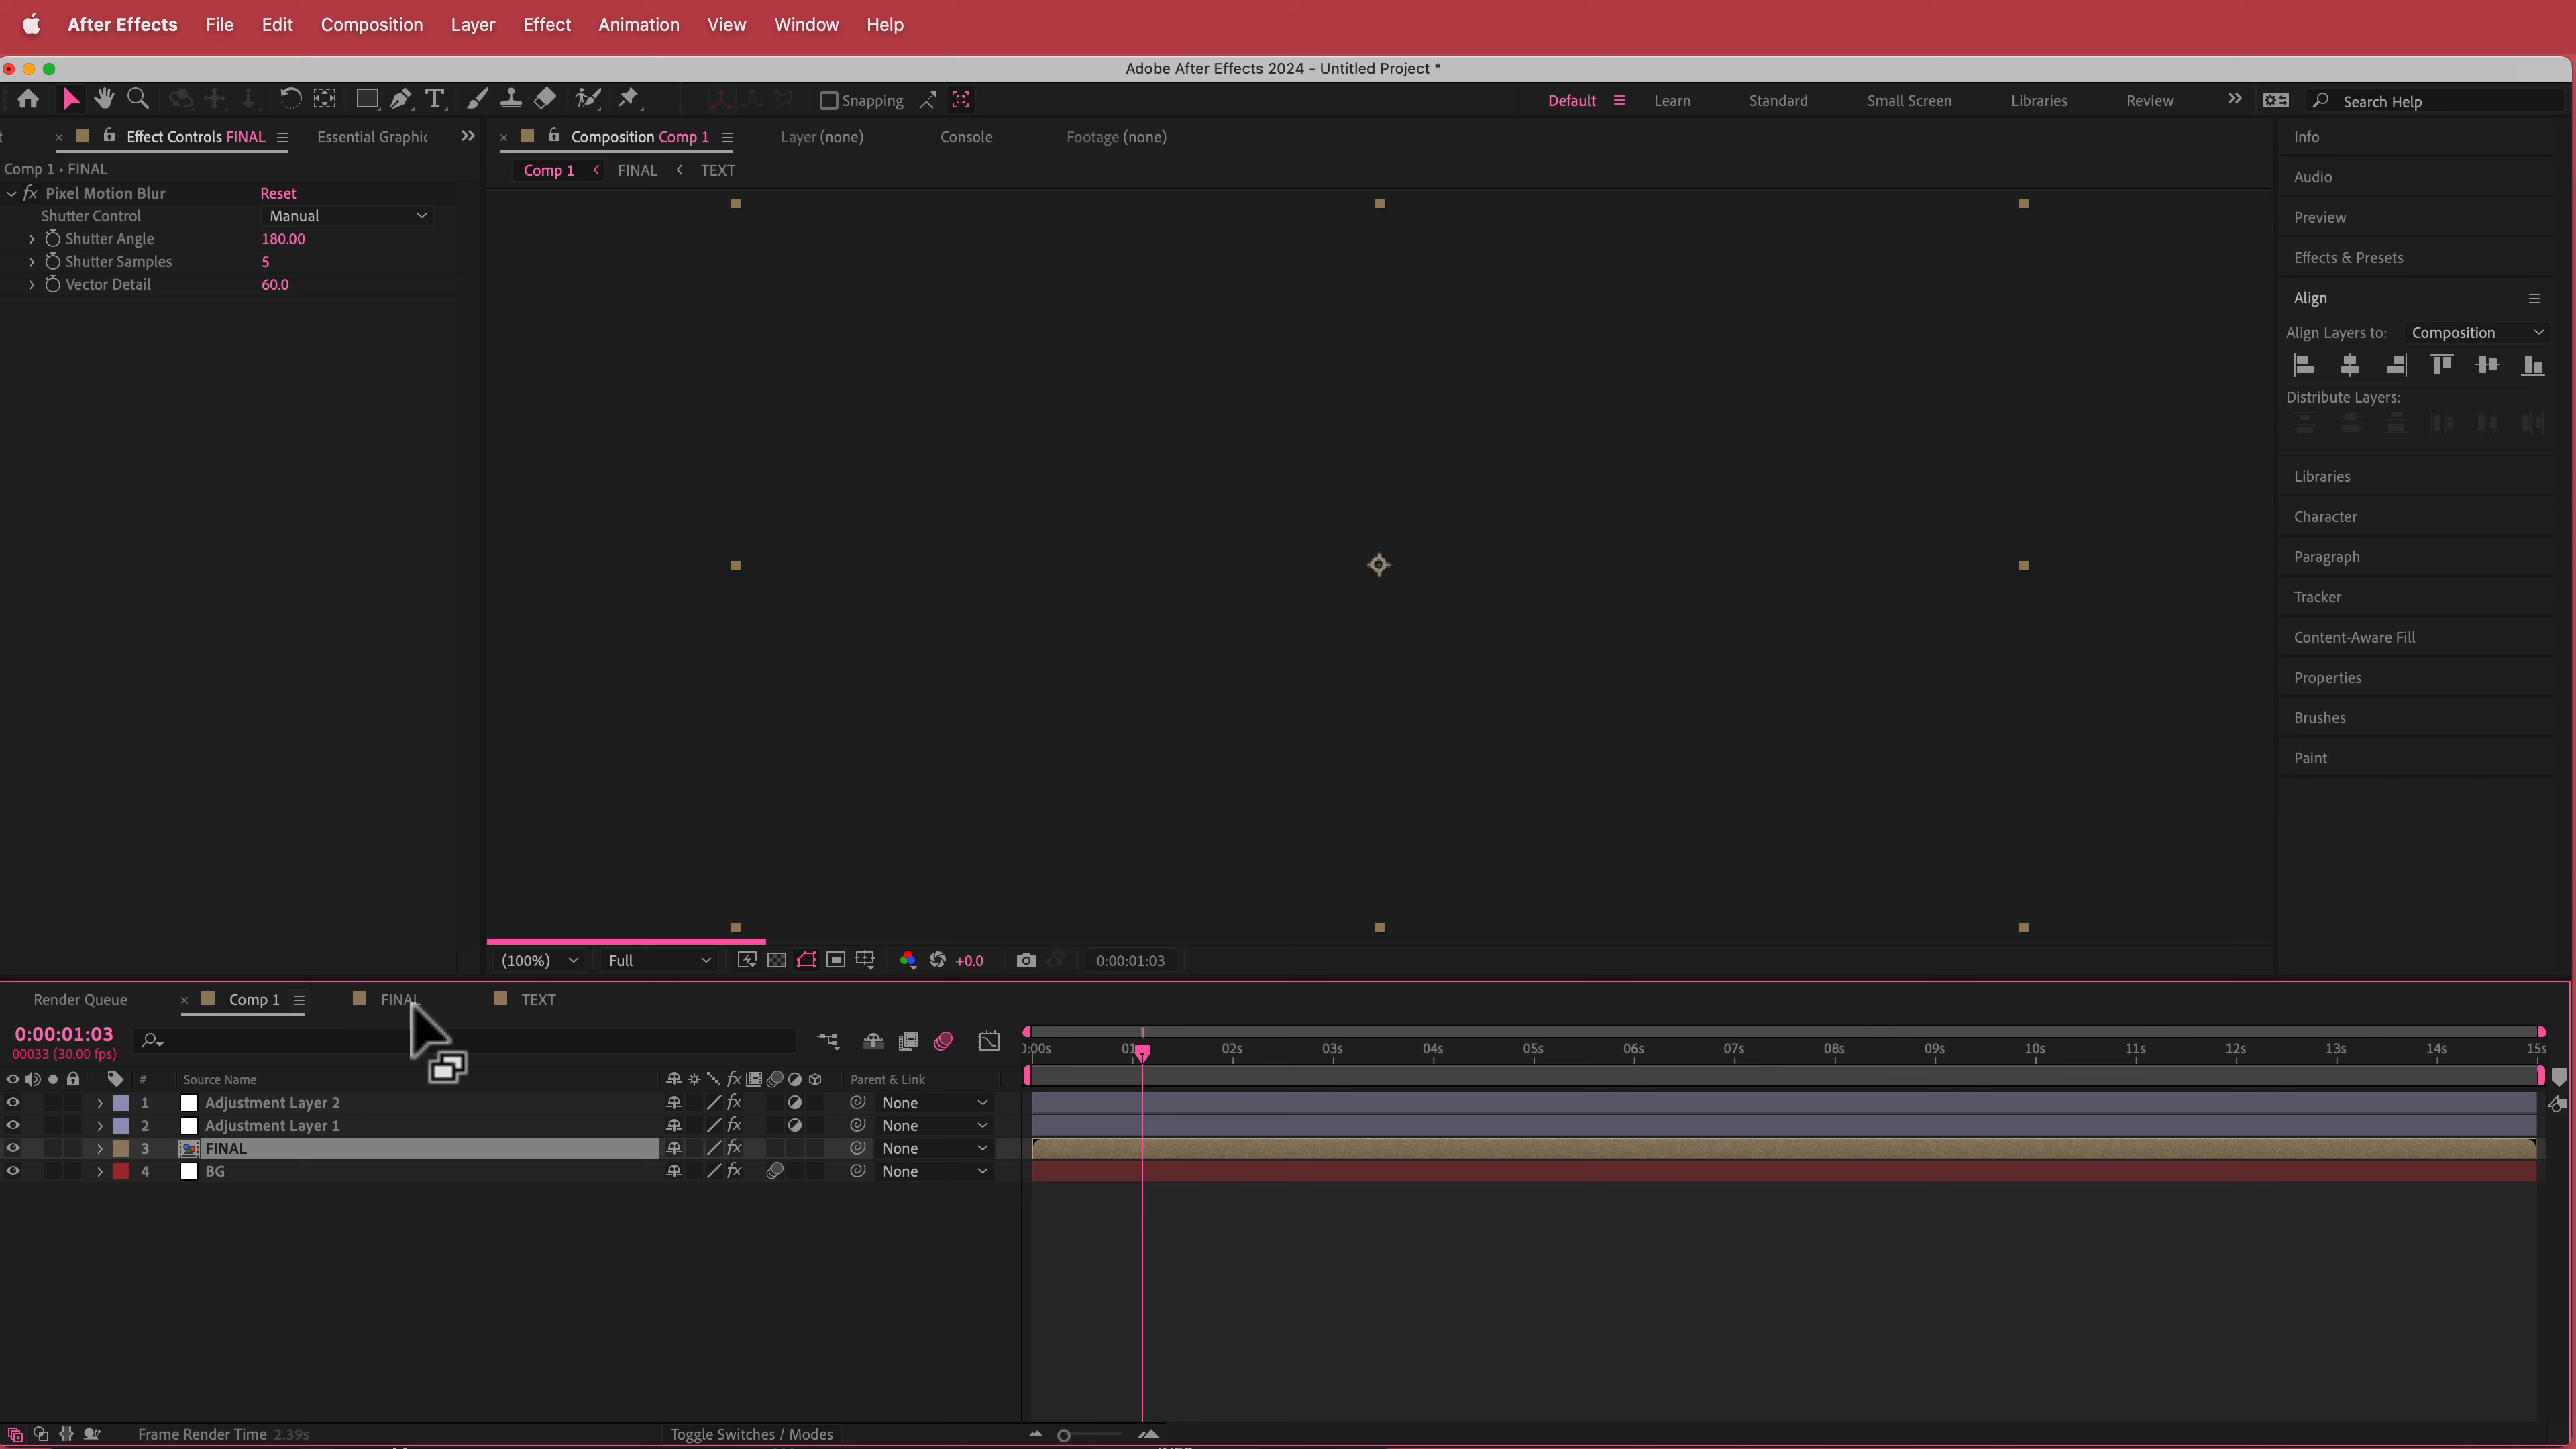 After Effects File Edit Composition Layer Effect Animation View Window Help
Adobe After Effects 2024 - Untitled Project *
Snapping Default Learn Standard Small Screen Libraries Review Search Help
Effect Controls FINAL Essential Graphic Composition Comp 1 Layer (none) Console Footage (none)
Comp 1 • FINAL
Comp 1 FINAL TEXT
fx Pixel Motion Blur Reset
Shutter Control Manual
Shutter Angle 180.00
Shutter Samples 5
Vector Detail 60.0
Info
Audio
Preview
Effects & Presets
Align
Align Layers to: Composition
Distribute Layers:
Libraries
Character
Paragraph
Tracker
Content-Aware Fill
Properties
Brushes
Paint
(100%) Full +0.0 0:00:01:03
Render Queue Comp 1 FINAL TEXT
0:00:01:03
00033 (30.00 fps)
0:00s 01 02s 03s 04s 05s 06s 07s 08s 09s 10s 11s 12s 13s 14s 15s
# Source Name fx Parent & Link
1 Adjustment Layer 2 fx None
2 Adjustment Layer 1 fx None
3 FINAL fx None
4 BG fx None
Frame Render Time 2.39s Toggle Switches / Modes